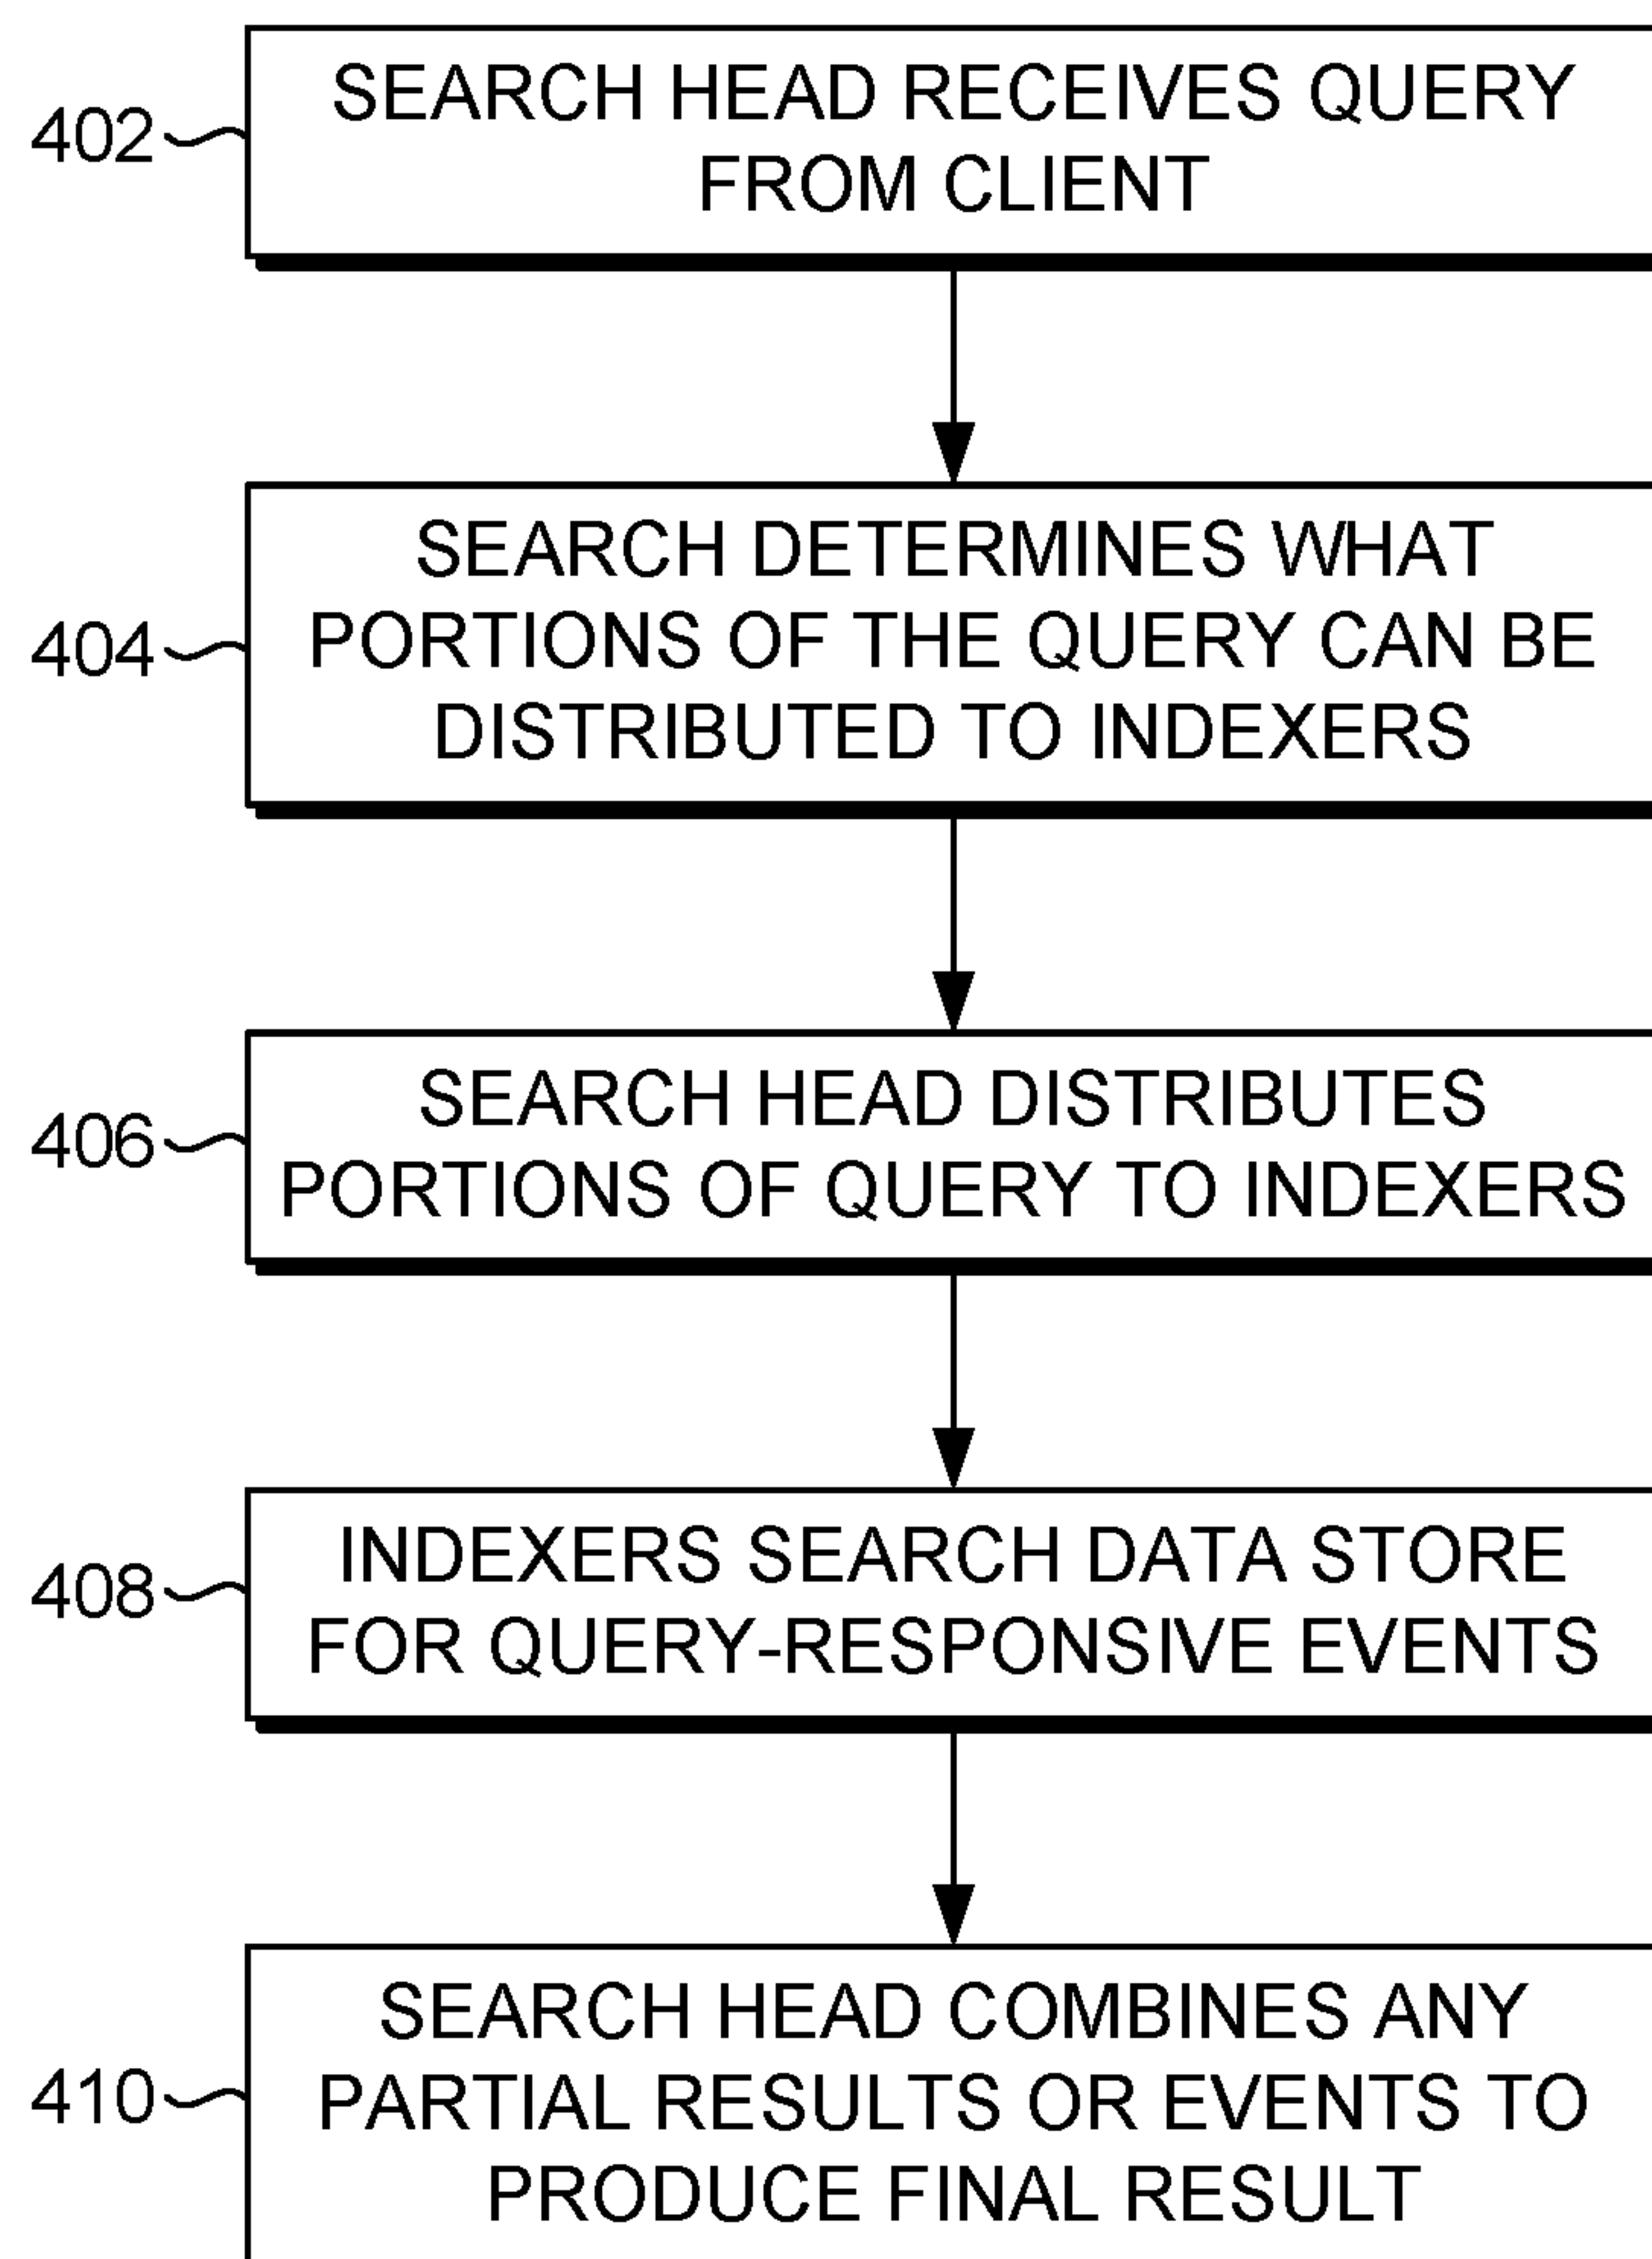 402
SEARCH HEAD RECEIVES QUERY
FROM CLIENT
404
SEARCH DETERMINES WHAT
PORTIONS OF THE QUERY CAN BE
DISTRIBUTED TO INDEXERS
406
SEARCH HEAD DISTRIBUTES
PORTIONS OF QUERY TO INDEXERS
408
INDEXERS SEARCH DATA STORE
FOR QUERY-RESPONSIVE EVENTS
410
SEARCH HEAD COMBINES ANY
PARTIAL RESULTS OR EVENTS TO
PRODUCE FINAL RESULT